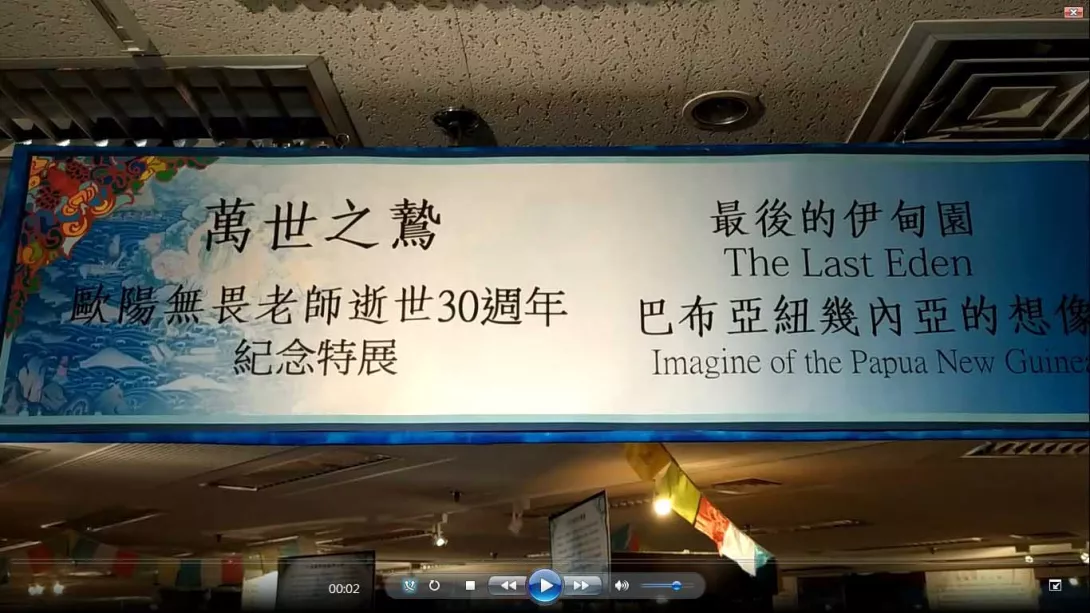 萬世之鷙
歐陽無畏老師逝世30週年
紀念特展
最後的伊甸園
The Last Eden
巴布亞紐幾內亞的想像
Imagine of the Papua New Guinea
00:02